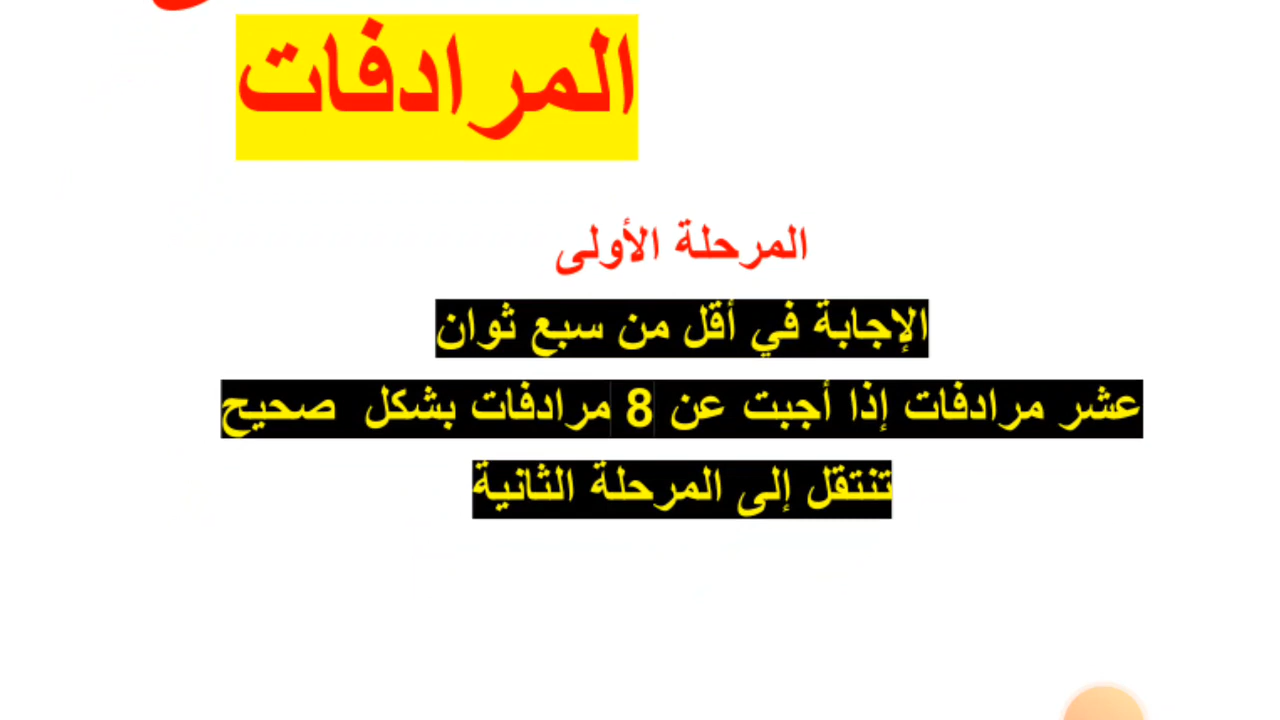 المرادفات
المرحلة الأولى
الإجابة في أقل من سبع ثوان
عشر مرادفات إذا أجبت عن 8 مرادفات بشكل صحيح
تنتقل إلى المرحلة الثانية